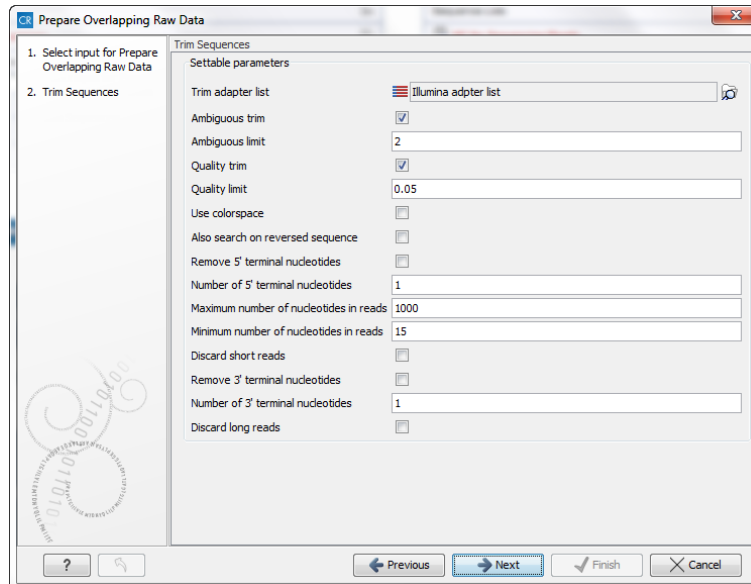 CR Prepare Overlapping Raw Data
1. Select input for Prepare
Overlapping Raw Data
2. Trim Sequences
Trim Sequences
Settable parameters
Trim adapter list
Illumina adpter list
Ambiguous trim
Ambiguous limit
2
Quality trim
Quality limit
0.05
Use colorspace
Also search on reversed sequence
Remove 5' terminal nucleotides
Number of 5' terminal nucleotides
1
Maximum number of nucleotides in reads
1000
Minimum number of nucleotides in reads
15
Discard short reads
Remove 3' terminal nucleotides
Number of 3' terminal nucleotides
1
Discard long reads
?
Previous
Next
Finish
Cancel